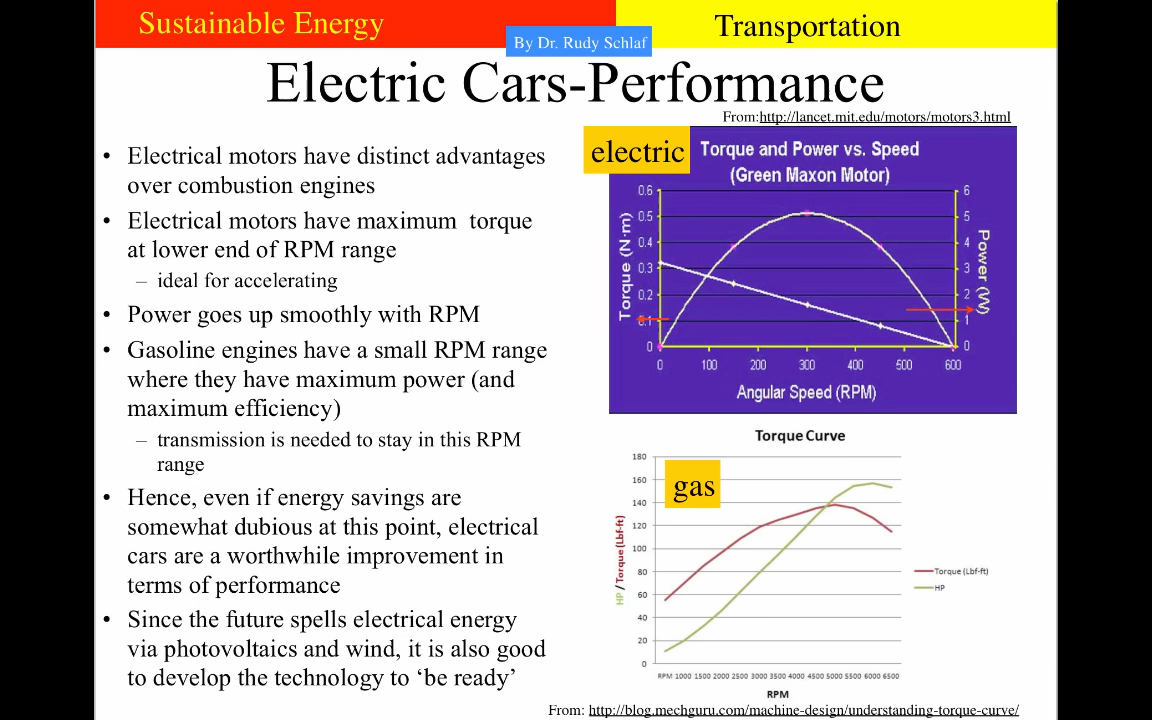 Sustainable Energy
Transportation
By Dr. Rudy Schlaf
Electric Cars-Performance
From:http://lancet.mit.edu/motors/motors3.html
• Electrical motors have distinct advantages
over combustion engines
• Electrical motors have maximum torque
at lower end of RPM range
– ideal for accelerating
• Power goes up smoothly with RPM
• Gasoline engines have a small RPM range
where they have maximum power (and
maximum efficiency)
– transmission is needed to stay in this RPM
range
• Hence, even if energy savings are
somewhat dubious at this point, electrical
cars are a worthwhile improvement in
terms of performance
• Since the future spells electrical energy
via photovoltaics and wind, it is also good
to develop the technology to ‘be ready’
electric
Torque and Power vs. Speed
(Green Maxon Motor)
Torque (N·m)
0.6
0.5
0.4
0.3
0.2
0.1
0
6
5
4
3
2
1
0
Power (W)
0 100 200 300 400 500 600
Angular Speed (RPM)
Torque Curve
gas
HP / Torque (Lbf-ft)
180
160
140
120
100
80
60
40
20
0
Torque (Lbf-ft)
HP
RPM 1000 1500 2000 2500 3000 3500 4000 4500 5000 5500 6000 6500
RPM
From: http://blog.mechguru.com/machine-design/understanding-torque-curve/